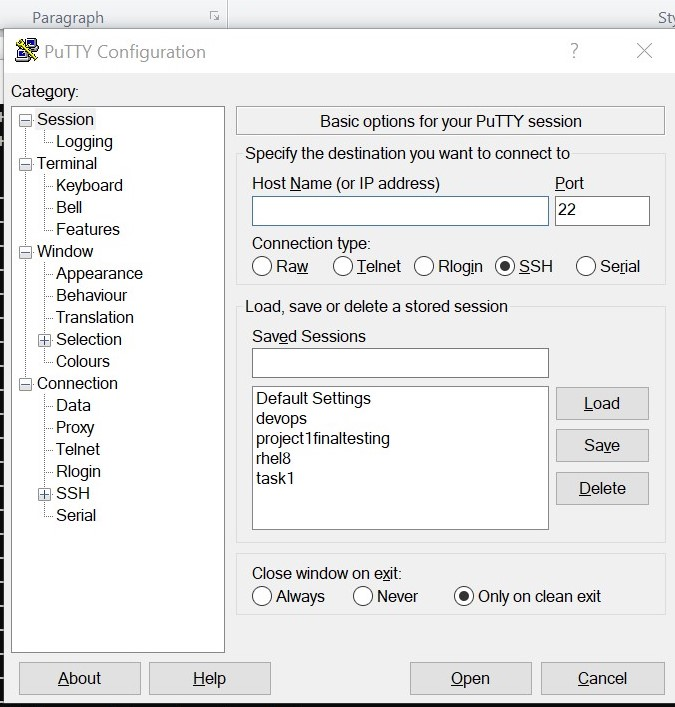 Paragraph
PuTTY Configuration
?
Category:
Session
Logging
Terminal
Keyboard
Bell
Features
Window
Appearance
Behaviour
Translation
Selection
Colours
Connection
Data
Proxy
Telnet
Rlogin
SSH
Serial
Basic options for your PuTTY session
Specify the destination you want to connect to
Host Name (or IP address) Port
22
Connection type:
Raw Telnet Rlogin SSH Serial
Load, save or delete a stored session
Saved Sessions
Default Settings
devops
project1finaltesting
rhel8
task1
Load
Save
Delete
Close window on exit:
Always Never Only on clean exit
About Help Open Cancel